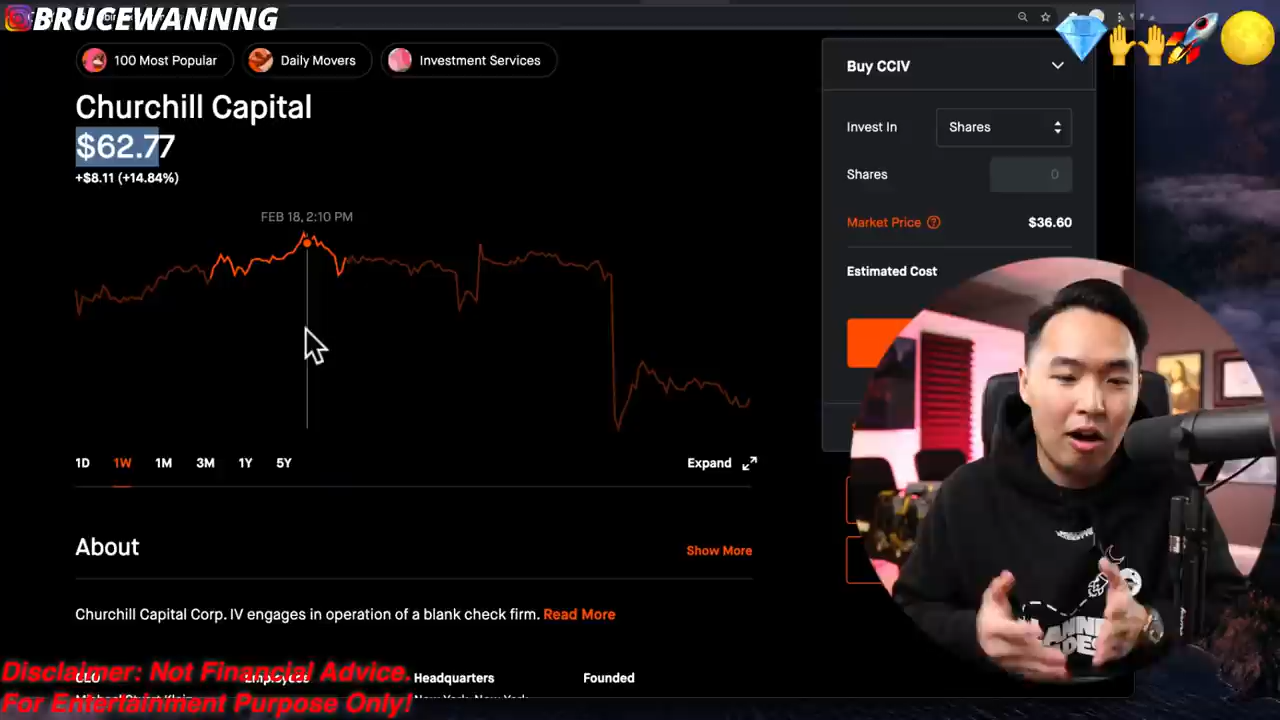 BRUCEWANNNG
100 Most Popular
Daily Movers
Investment Services
Churchill Capital
$62.77
+$8.11 (+14.84%)
FEB 18, 2:10 PM
1D
1W
1M
3M
1Y
5Y
Expand
About
Show More
Churchill Capital Corp. IV engages in operation of a blank check firm. Read More
Headquarters
Founded
Buy CCIV
Invest In
Shares
Shares
0
Market Price
$36.60
Estimated Cost
Disclaimer: Not Financial Advice.
For Entertainment Purpose Only!